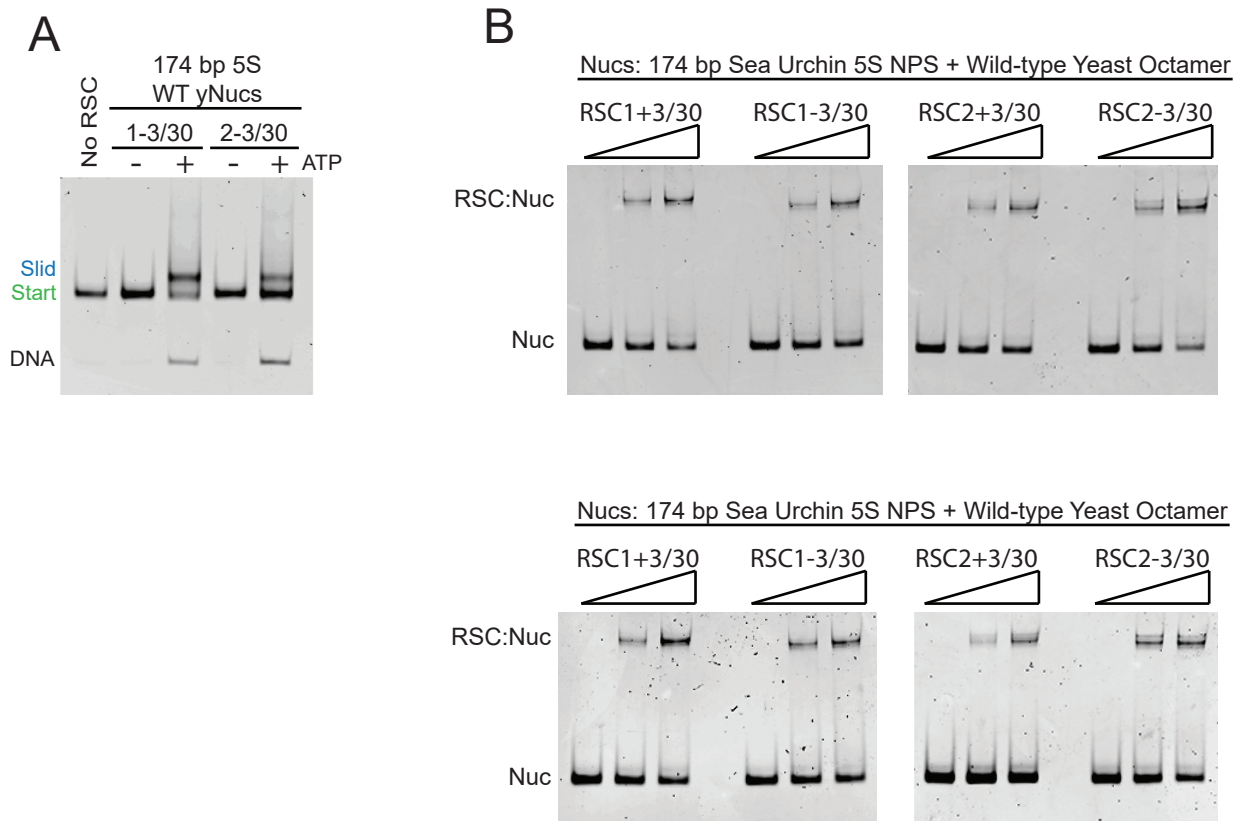 A
No RSC
174 bp 5S
WT yNucs
1-3/30 2-3/30
- + - + ATP
Slid
Start
DNA
B
Nucs: 174 bp Sea Urchin 5S NPS + Wild-type Yeast Octamer
RSC1+3/30 RSC1-3/30 RSC2+3/30 RSC2-3/30
RSC:Nuc
Nuc
Nucs: 174 bp Sea Urchin 5S NPS + Wild-type Yeast Octamer
RSC1+3/30 RSC1-3/30 RSC2+3/30 RSC2-3/30
RSC:Nuc
Nuc